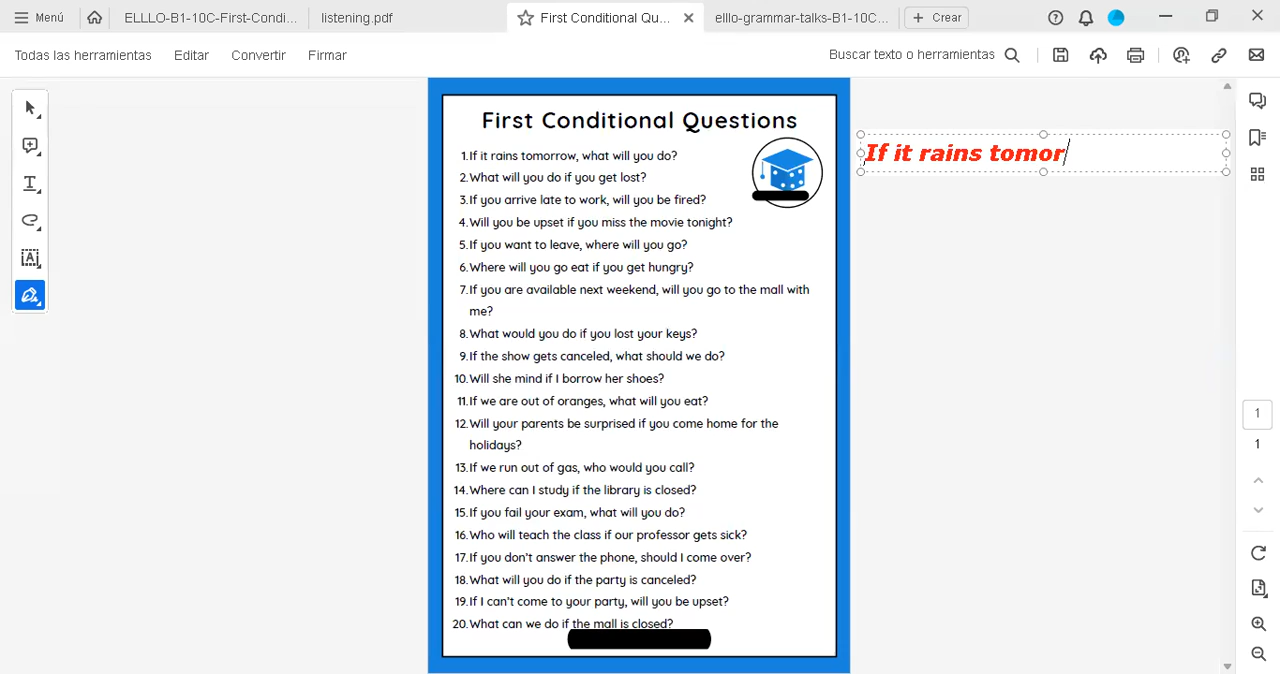 Menú
ELLLO-B1-10C-First-Condi...
listening.pdf
First Conditional Qu...
elllo-grammar-talks-B1-10C...
Crear
Todas las herramientas
Editar
Convertir
Firmar
Buscar texto o herramientas
First Conditional Questions
1.If it rains tomorrow, what will you do?
2.What will you do if you get lost?
3.If you arrive late to work, will you be fired?
4.Will you be upset if you miss the movie tonight?
5.If you want to leave, where will you go?
6.Where will you go eat if you get hungry?
7.If you are available next weekend, will you go to the mall with
me?
8.What would you do if you lost your keys?
9.If the show gets canceled, what should we do?
10.Will she mind if I borrow her shoes?
11.If we are out of oranges, what will you eat?
12.Will your parents be surprised if you come home for the
holidays?
13.If we run out of gas, who would you call?
14.Where can I study if the library is closed?
15.If you fail your exam, what will you do?
16.Who will teach the class if our professor gets sick?
17.If you don't answer the phone, should I come over?
18.What will you do if the party is canceled?
19.If I can't come to your party, will you be upset?
20.What can we do if the mall is closed?
If it rains tomor
1
1